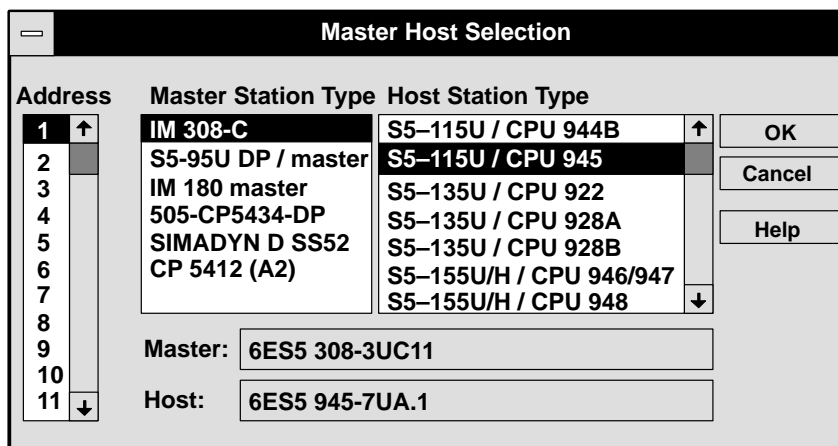 Master Host Selection
Address
Master Station Type
Host Station Type
1
2
3
4
5
6
7
8
9
10
11
IM 308-C
S5-95U DP / master
IM 180 master
505-CP5434-DP
SIMADYN D SS52
CP 5412 (A2)
S5–115U / CPU 944B
S5–115U / CPU 945
S5–135U / CPU 922
S5–135U / CPU 928A
S5–135U / CPU 928B
S5–155U/H / CPU 946/947
S5–155U/H / CPU 948
OK
Cancel
Help
Master: 6ES5 308-3UC11
Host: 6ES5 945-7UA.1